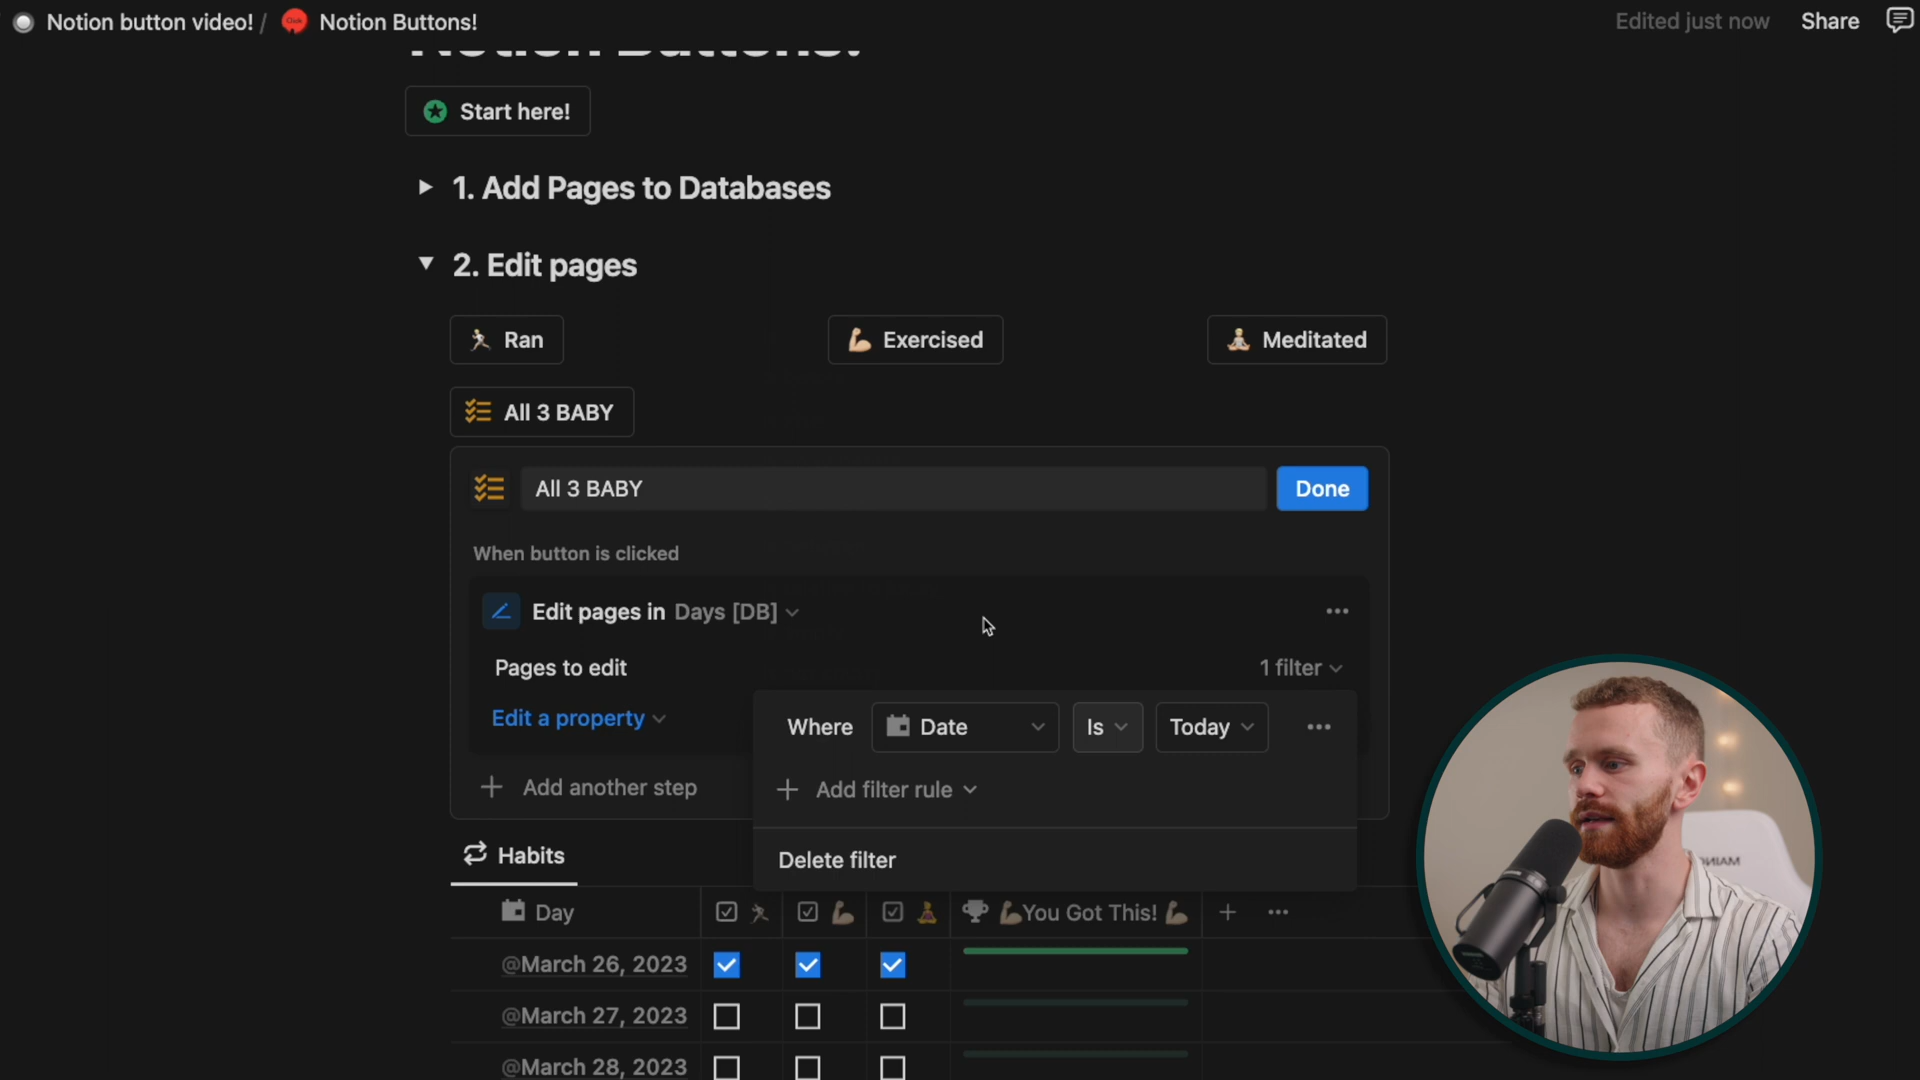 Notion button video! / Notion Buttons!
Edited just now Share
Notion Buttons!
Start here!
1. Add Pages to Databases
2. Edit pages
Ran Exercised Meditated
All 3 BABY
All 3 BABY Done
When button is clicked
Edit pages in Days [DB]
Pages to edit 1 filter
Edit a property
Where Date Is Today
Add filter rule
Add another step
Delete filter
Habits
Day You Got This!
@March 26, 2023
@March 27, 2023
@March 28, 2023